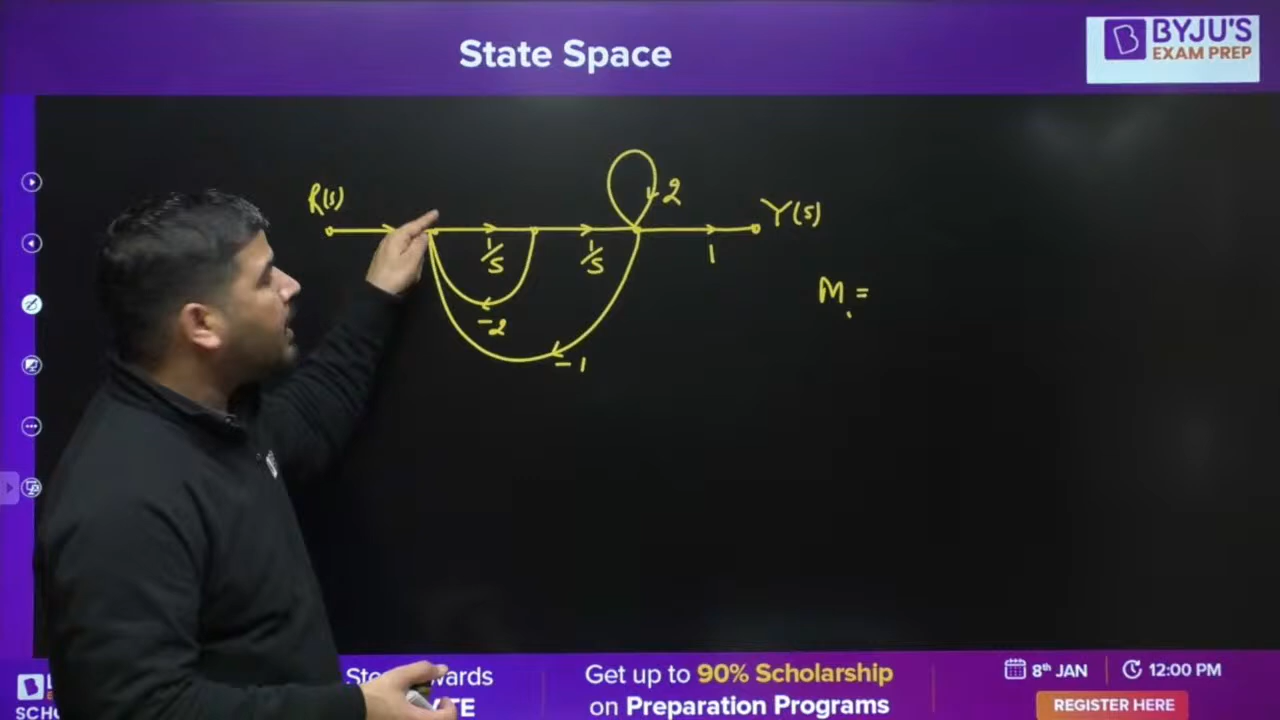 State Space
BYJU'S
EXAM PREP
R(s)
2
Y(s)
1/s
1/s
1
M =
-2
-1
Get up to 90% Scholarship
on Preparation Programs
8th JAN
12:00 PM
REGISTER HERE